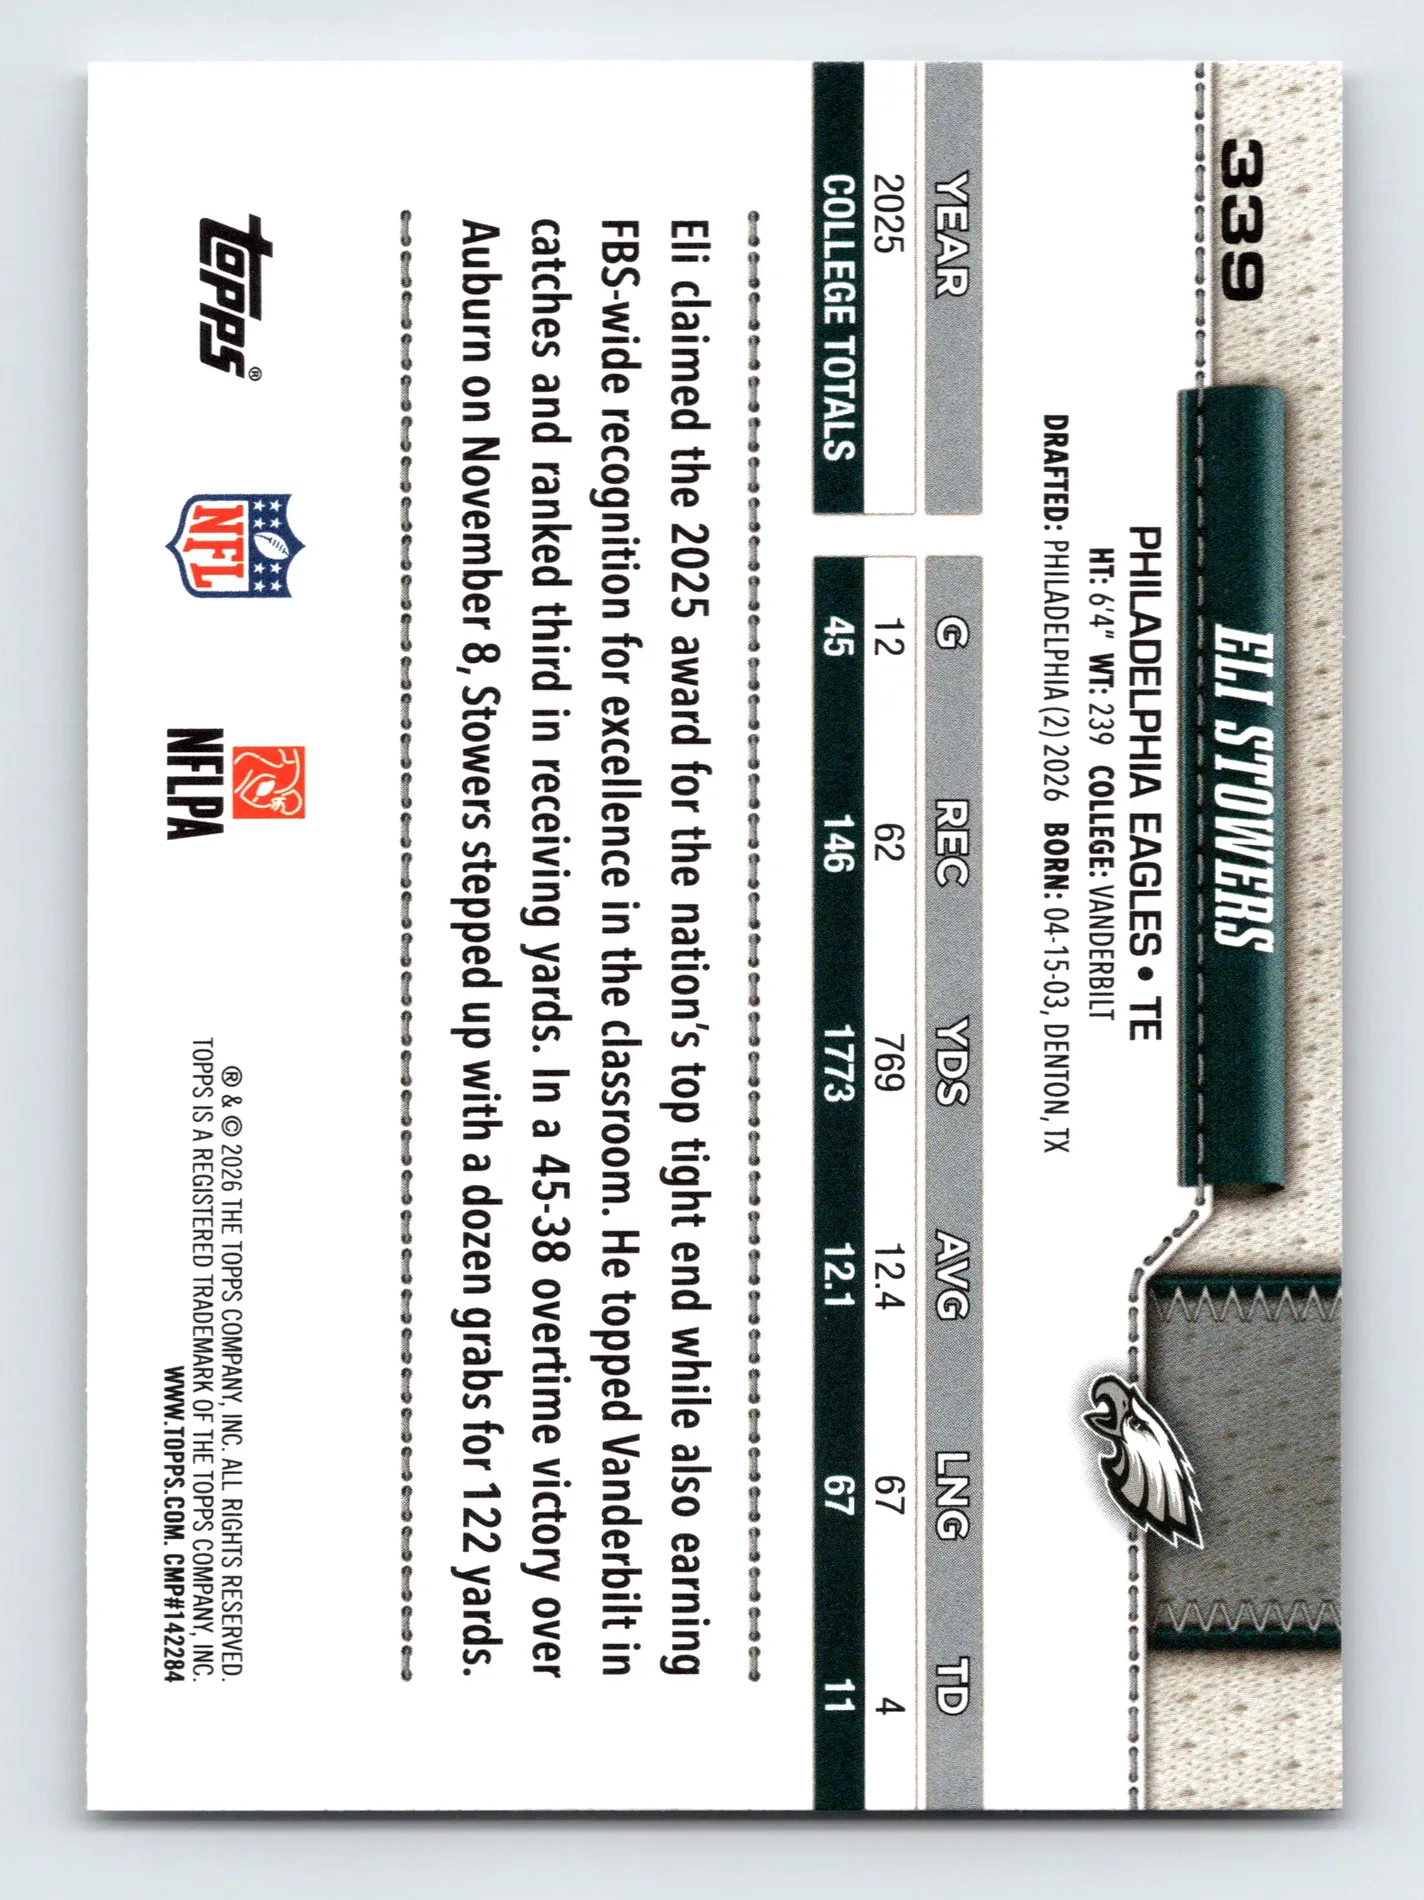 339
ELI STOWERS
PHILADELPHIA EAGLES • TE
HT: 6'4" WT: 239 COLLEGE: VANDERBILT
DRAFTED: PHILADELPHIA (2) 2026 BORN: 04-15-03, DENTON, TX
YEAR G REC YDS AVG LNG TD
2025 12 62 769 12.4 67 4
COLLEGE TOTALS 45 146 1773 12.1 67 11
Eli claimed the 2025 award for the nation's top tight end while also earning
FBS-wide recognition for excellence in the classroom. He topped Vanderbilt in
catches and ranked third in receiving yards. In a 45-38 overtime victory over
Auburn on November 8, Stowers stepped up with a dozen grabs for 122 yards.
topps®
NFL
NFLPA
® & © 2026 THE TOPPS COMPANY, INC. ALL RIGHTS RESERVED.
TOPPS IS A REGISTERED TRADEMARK OF THE TOPPS COMPANY, INC.
WWW.TOPPS.COM. CMP#142284